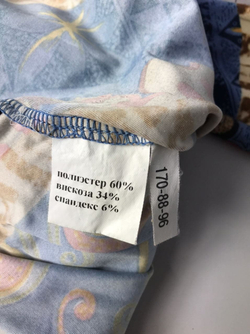 полиэстер 60%
вискоза 34%
спандекс 6%
170-88-96